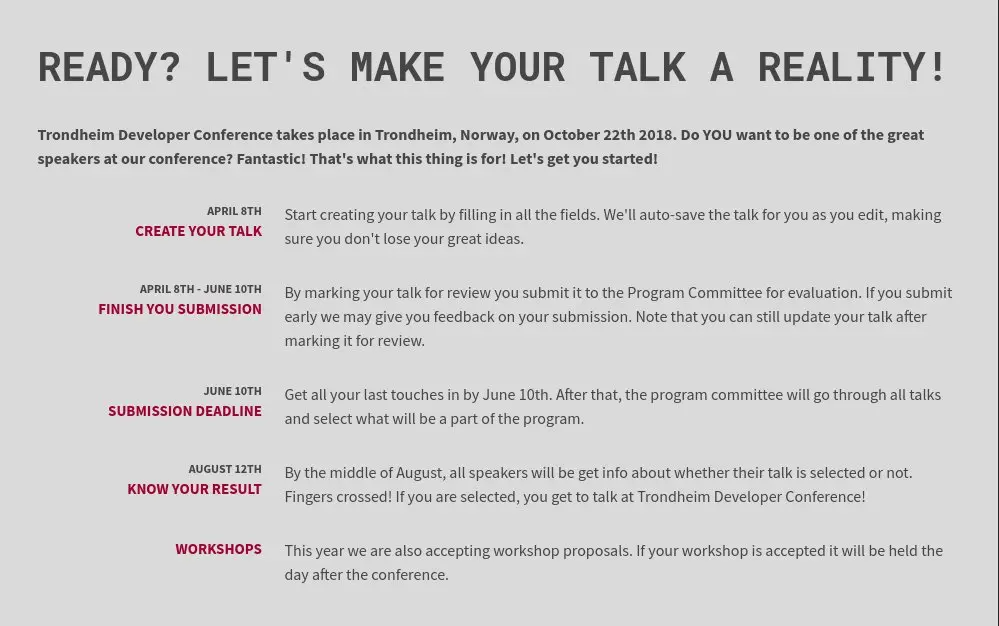 READY? LET'S MAKE YOUR TALK A REALITY!
Trondheim Developer Conference takes place in Trondheim, Norway, on October 22th 2018. Do YOU want to be one of the great
speakers at our conference? Fantastic! That's what this thing is for! Let's get you started!
APRIL 8TH
CREATE YOUR TALK
Start creating your talk by filling in all the fields. We'll auto-save the talk for you as you edit, making
sure you don't lose your great ideas.
APRIL 8TH - JUNE 10TH
FINISH YOU SUBMISSION
By marking your talk for review you submit it to the Program Committee for evaluation. If you submit
early we may give you feedback on your submission. Note that you can still update your talk after
marking it for review.
JUNE 10TH
SUBMISSION DEADLINE
Get all your last touches in by June 10th. After that, the program committee will go through all talks
and select what will be a part of the program.
AUGUST 12TH
KNOW YOUR RESULT
By the middle of August, all speakers will be get info about whether their talk is selected or not.
Fingers crossed! If you are selected, you get to talk at Trondheim Developer Conference!
WORKSHOPS
This year we are also accepting workshop proposals. If your workshop is accepted it will be held the
day after the conference.